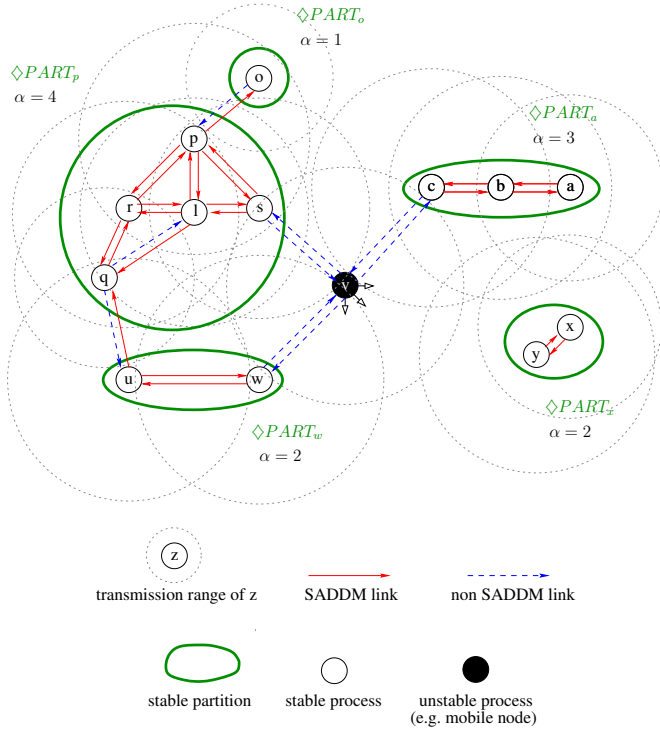 ◇PART_o
α = 1
◇PART_p
α = 4
o
p
◇PART_a
α = 3
r
l
s
c
b
a
q
v
x
y
u
w
◇PART_x
α = 2
◇PART_w
α = 2
z
transmission range of z
SADDM link
non SADDM link
stable partition
stable process
unstable process
(e.g. mobile node)